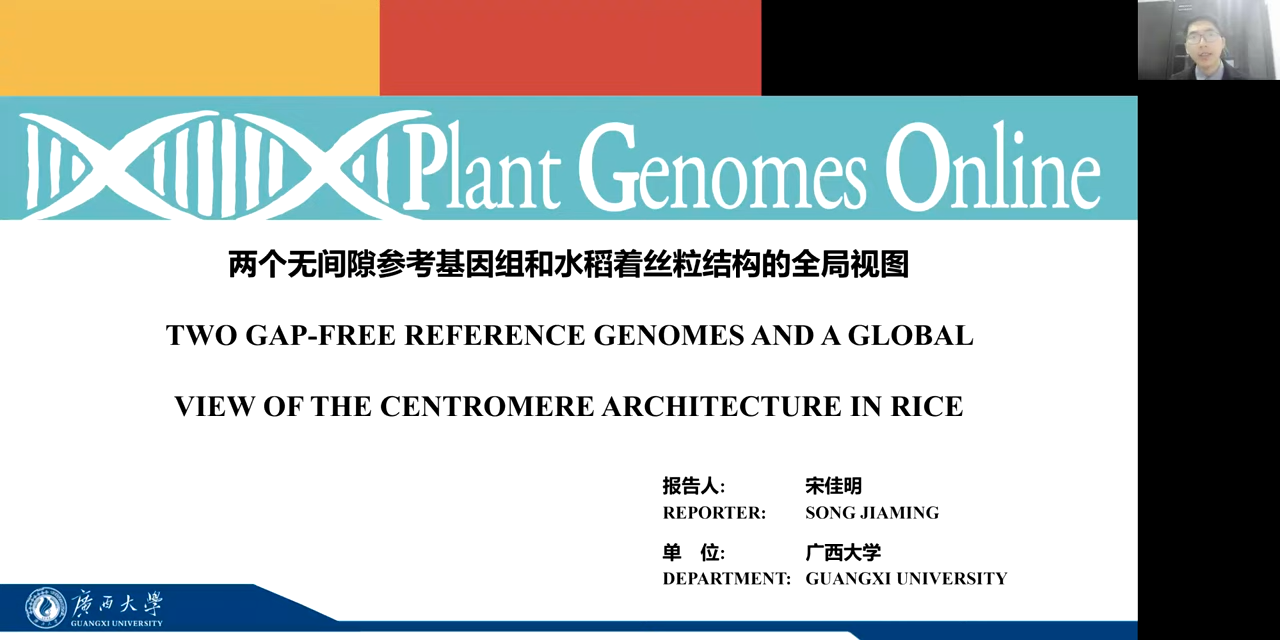 Plant Genomes Online
两个无间隙参考基因组和水稻着丝粒结构的全局视图
TWO GAP-FREE REFERENCE GENOMES AND A GLOBAL
VIEW OF THE CENTROMERE ARCHITECTURE IN RICE
报告人: 宋佳明
REPORTER: SONG JIAMING
单 位: 广西大学
DEPARTMENT: GUANGXI UNIVERSITY
廣西大學
GUANGXI UNIVERSITY